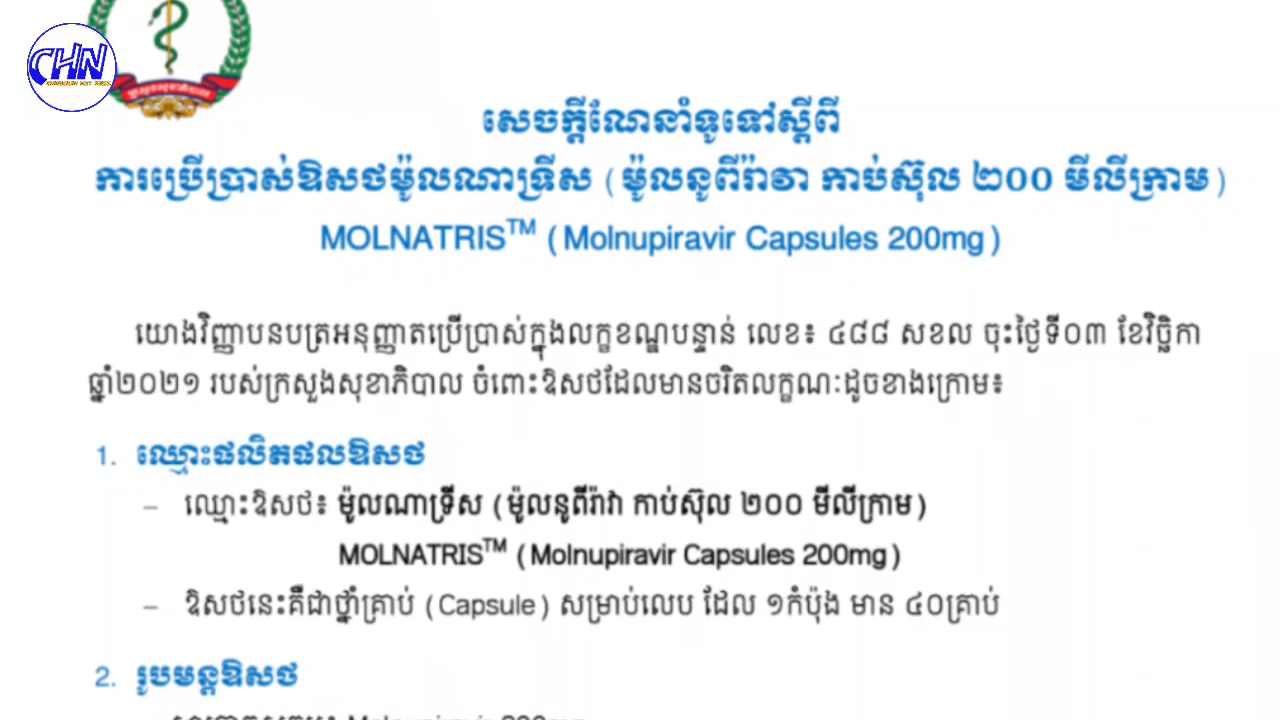 CHN
សេចក្តីណែនាំទូទៅស្តីពី
ការប្រើប្រាស់ឱសថម៉ូលណាទ្រីស (ម៉ូលនូពីរ៉ាវា កាប់ស៊ុល ២០០ មីលីក្រាម)
MOLNATRIS™ (Molnupiravir Capsules 200mg)
យោងវិញ្ញាបនបត្រអនុញ្ញាតប្រើប្រាស់ក្នុងលក្ខខណ្ឌបន្ទាន់ លេខ៖ ៤៨៨ សខល ចុះថ្ងៃទី០៣ ខែវិច្ឆិកា
ឆ្នាំ២០២១ របស់ក្រសួងសុខាភិបាល ចំពោះឱសថដែលមានចរិតលក្ខណៈដូចខាងក្រោម៖
1. ឈ្មោះផលិតផលឱសថ
– ឈ្មោះឱសថ៖ ម៉ូលណាទ្រីស (ម៉ូលនូពីរ៉ាវា កាប់ស៊ុល ២០០ មីលីក្រាម)
MOLNATRIS™ (Molnupiravir Capsules 200mg)
– ឱសថនេះគឺជាថ្នាំគ្រាប់ (Capsule) សម្រាប់លេប ដែល ១កំប៉ុង មាន ៤០គ្រាប់
2. រូបមន្តឱសថ